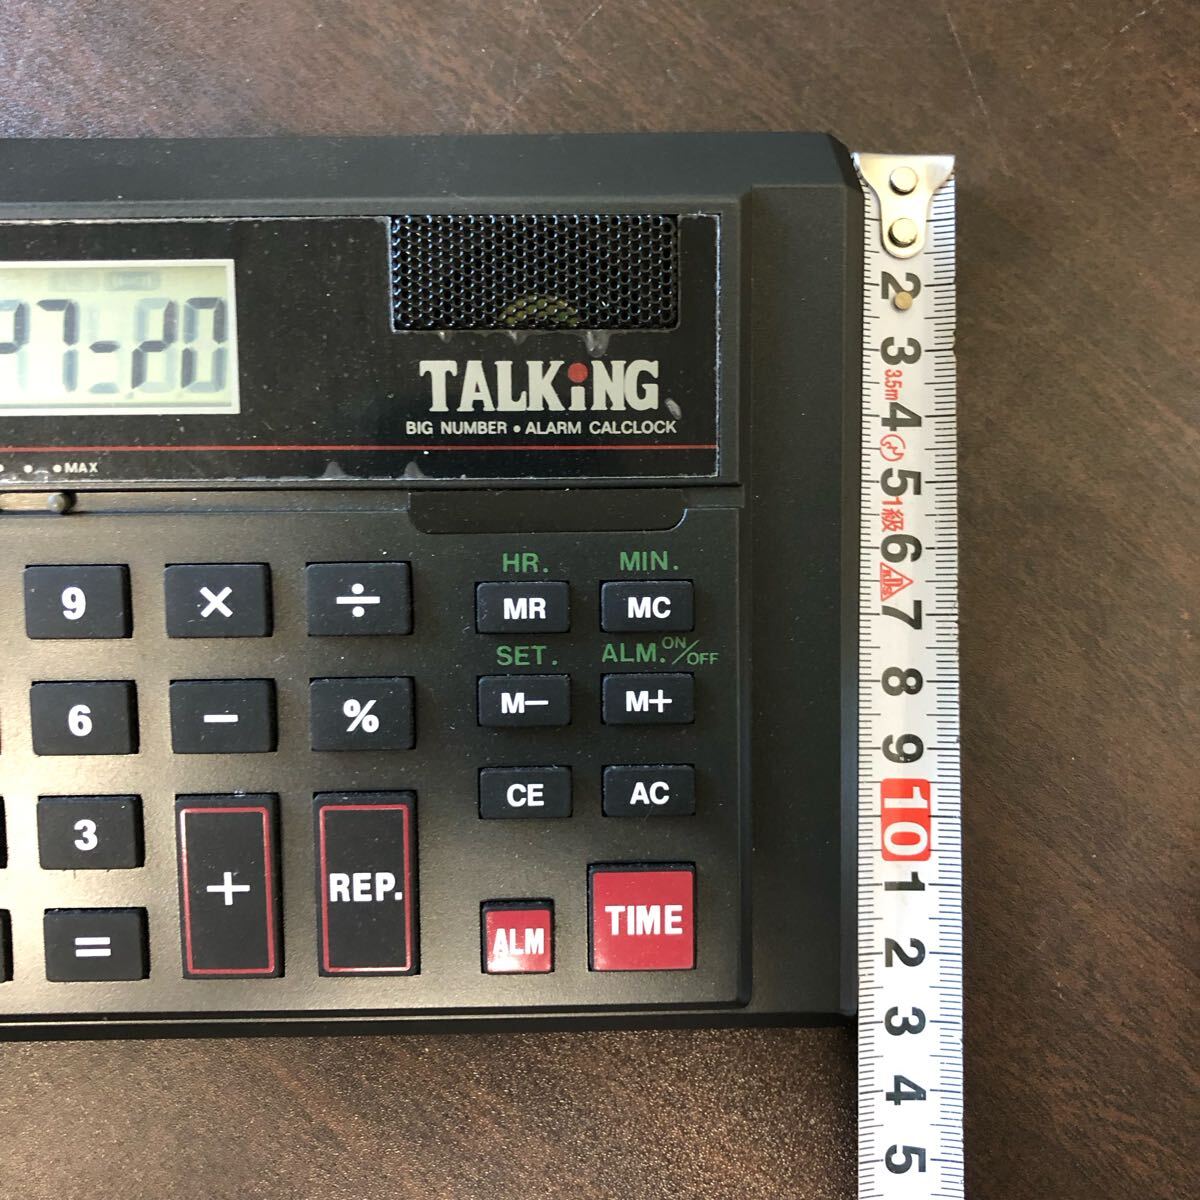 27-20
TALKiNG
BIG NUMBER • ALARM CALCLOCK
MAX
HR. MIN.
9 × ÷ MR MC
SET. ALM. ON/OFF
6 − % M− M+
3 CE AC
+ REP. TIME
= ALM
2
3
3.5m
4
5
1級
6
7
8
9
10
1
2
3
4
5